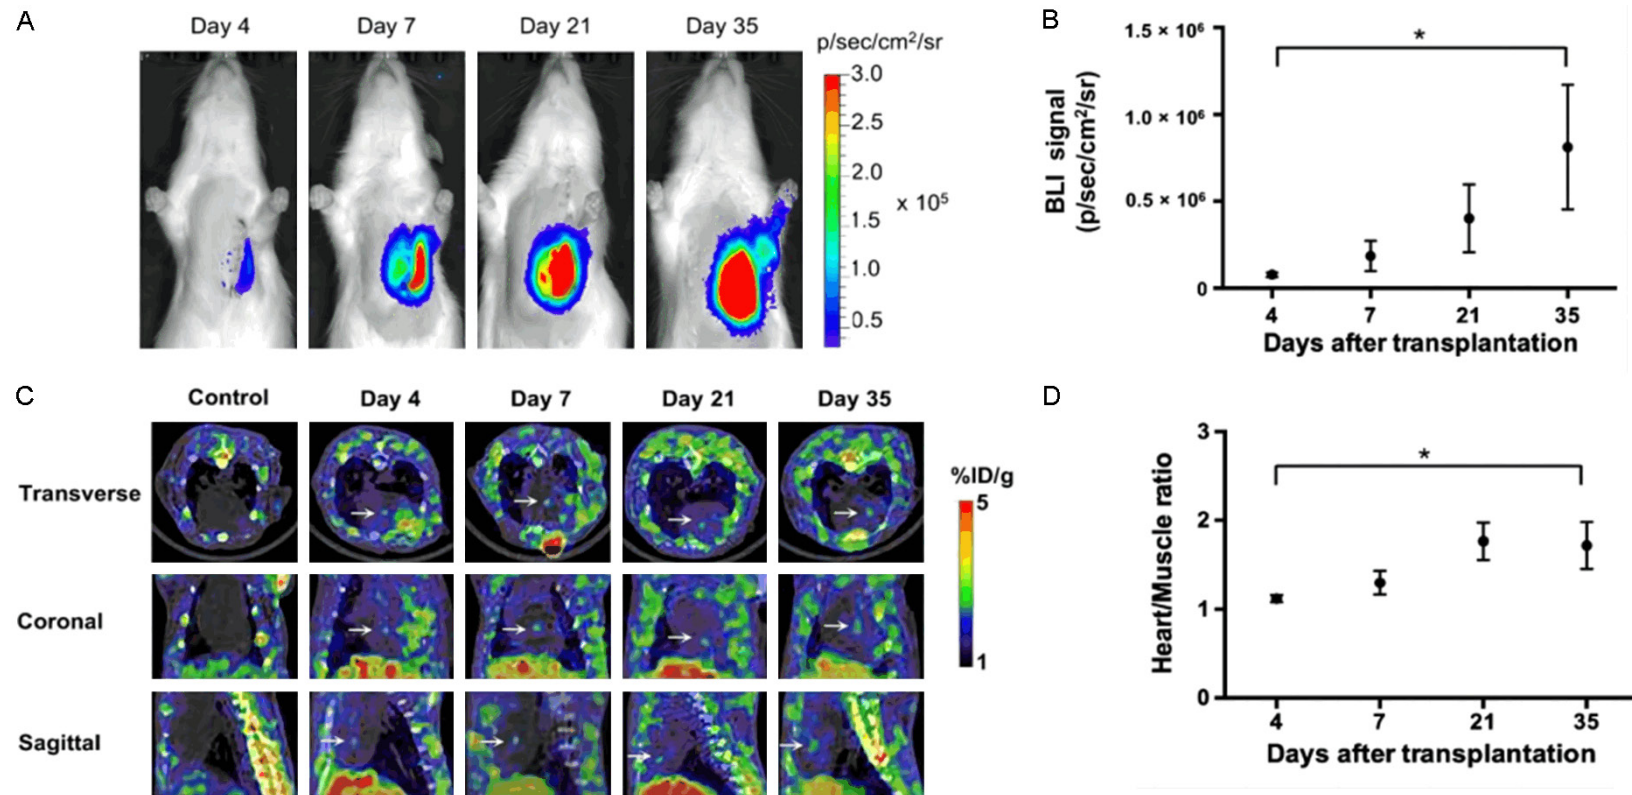 A
Day 4 Day 7 Day 21 Day 35
p/sec/cm²/sr
3.0
2.5
2.0
x 10⁵
1.5
1.0
0.5
B
1.5 × 10⁶
1.0 × 10⁶
0.5 × 10⁶
0
*
BLI signal
(p/sec/cm²/sr)
4 7 21 35
Days after transplantation
C
Control Day 4 Day 7 Day 21 Day 35
Transverse
Coronal
Sagittal
%ID/g
5
1
D
3
2
1
0
*
Heart/Muscle ratio
4 7 21 35
Days after transplantation